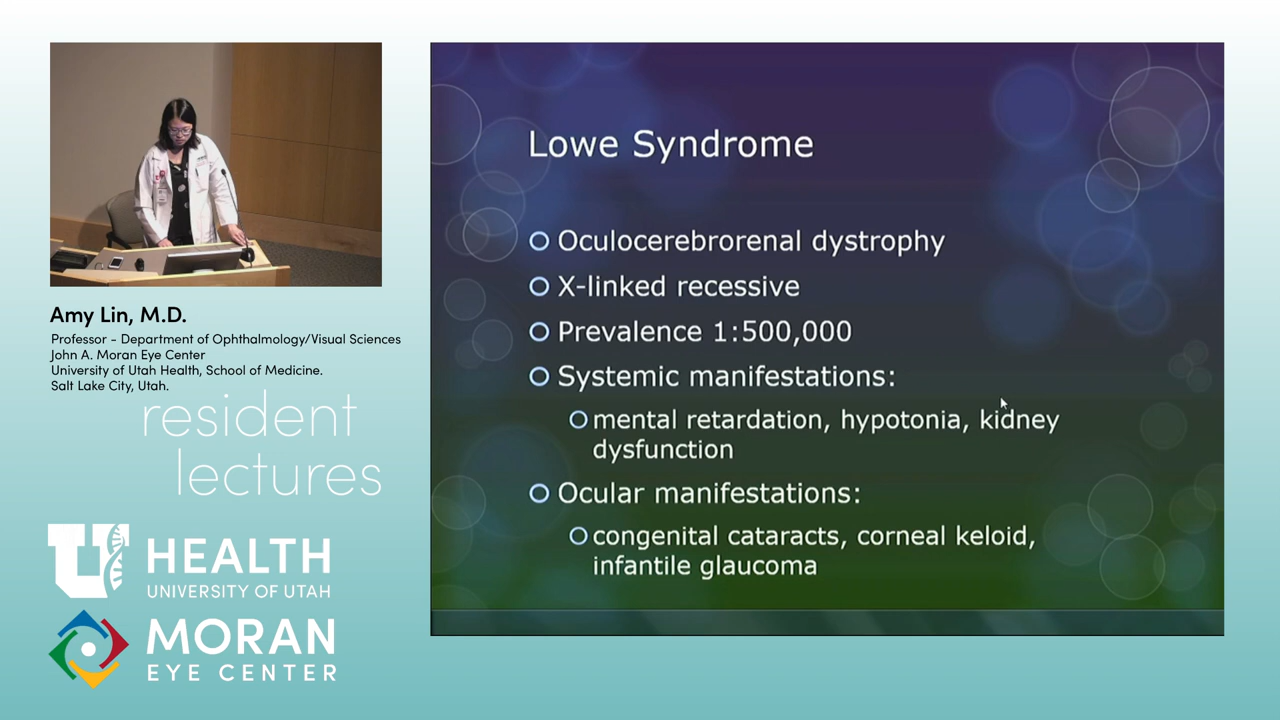 Amy Lin, M.D.
Professor - Department of Ophthalmology/Visual Sciences
John A. Moran Eye Center
University of Utah Health, School of Medicine.
Salt Lake City, Utah.
resident
lectures
U HEALTH
UNIVERSITY OF UTAH
MORAN
EYE CENTER
Lowe Syndrome
Oculocerebrorenal dystrophy
X-linked recessive
Prevalence 1:500,000
Systemic manifestations:
mental retardation, hypotonia, kidney
dysfunction
Ocular manifestations:
congenital cataracts, corneal keloid,
infantile glaucoma